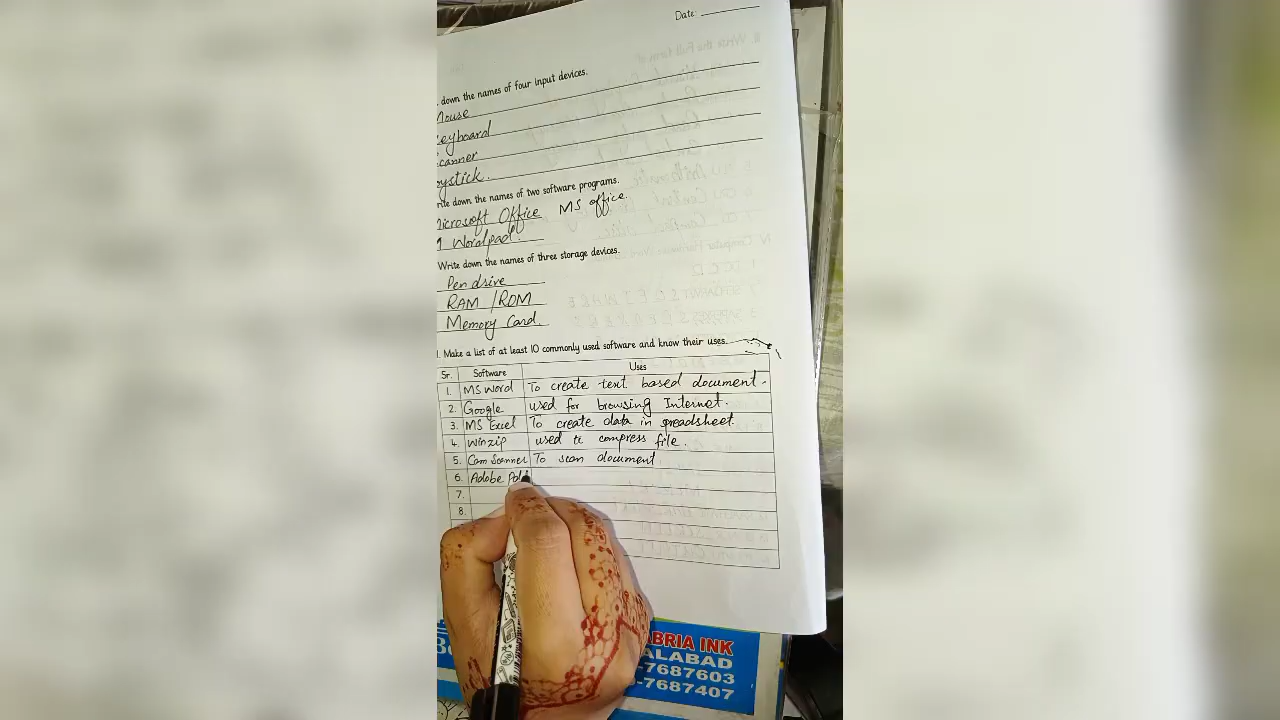 Date:
down the names of four input devices.
Mouse
eyboard
canner
oystick.
rite down the names of two software programs.
Microsoft Office MS office.
Wordpad.
Write down the names of three storage devices.
Pen drive
RAM / ROM
Memory Card.
Make a list of at least 10 commonly used software and know their uses.
Sr. Software Uses
1. MS Word To create text based document.
2. Google used for browsing Internet.
3. MS Excel To create data in spreadsheet.
4. Winzip used to compress file.
5. Cam Scanner To scan document
6. Adobe
7.
8.
ABRIA INK
ALABAD
-7687603
-7687407